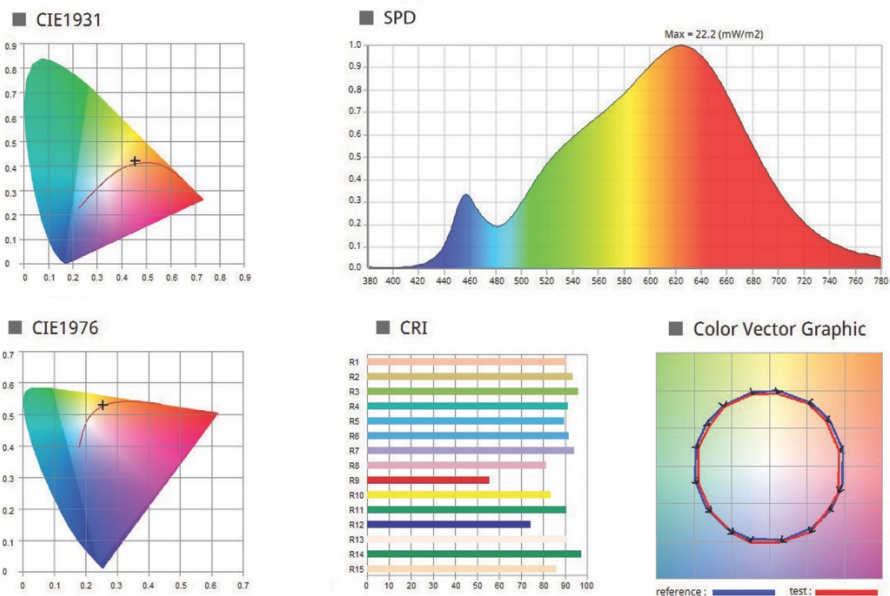 CIE1931
0.9
0.8
0.7
0.6
0.5
0.4
0.3
0.2
0.1
0
0 0.1 0.2 0.3 0.4 0.5 0.6 0.7 0.8 0.9
SPD
Max = 22.2 (mW/m2)
1.0
0.9
0.8
0.7
0.6
0.5
0.4
0.3
0.2
0.1
0.0
380 400 420 440 460 480 500 520 540 560 580 600 620 640 660 680 700 720 740 760 780
CIE1976
0.7
0.6
0.5
0.4
0.3
0.2
0.1
0
0 0.1 0.2 0.3 0.4 0.5 0.6 0.7
CRI
R1
R2
R3
R4
R5
R6
R7
R8
R9
R10
R11
R12
R13
R14
R15
0 10 20 30 40 50 60 70 80 90 100
Color Vector Graphic
reference : test :